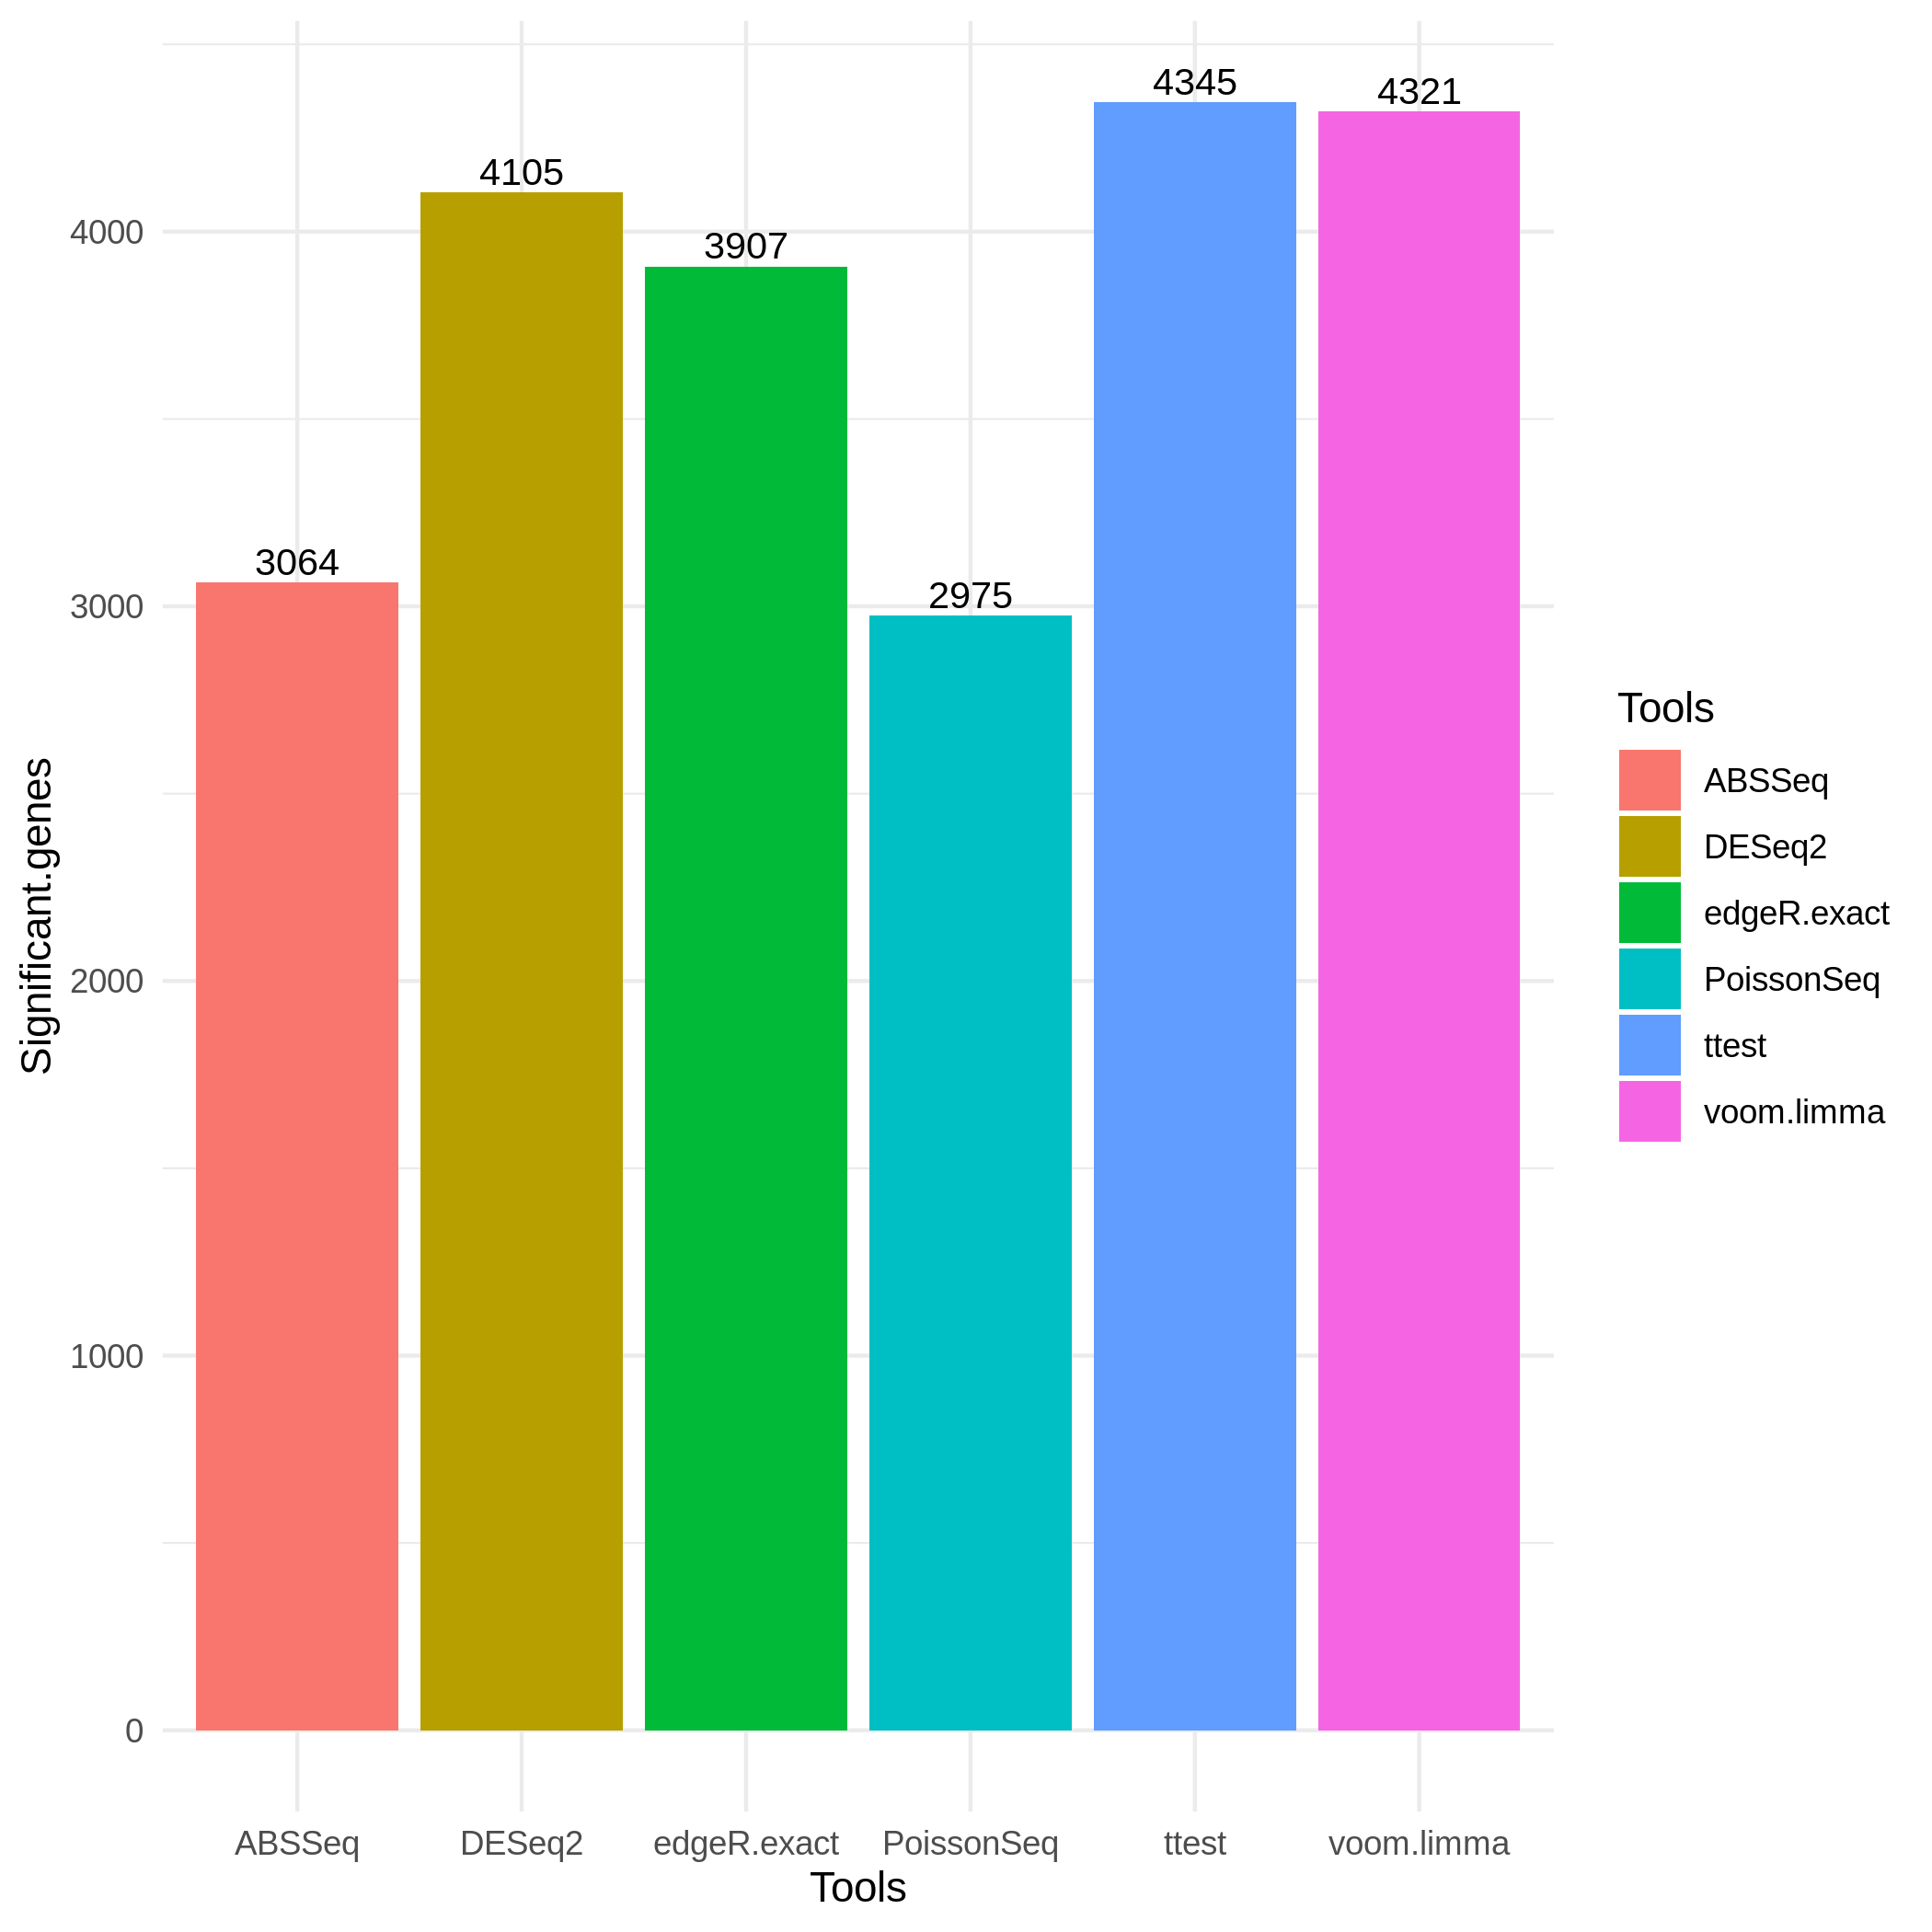 4345
4321
4105
3907
3064
2975
4000
3000
2000
1000
0
Significant.genes
ABSSeq
DESeq2
edgeR.exact
PoissonSeq
ttest
voom.limma
Tools
Tools
ABSSeq
DESeq2
edgeR.exact
PoissonSeq
ttest
voom.limma